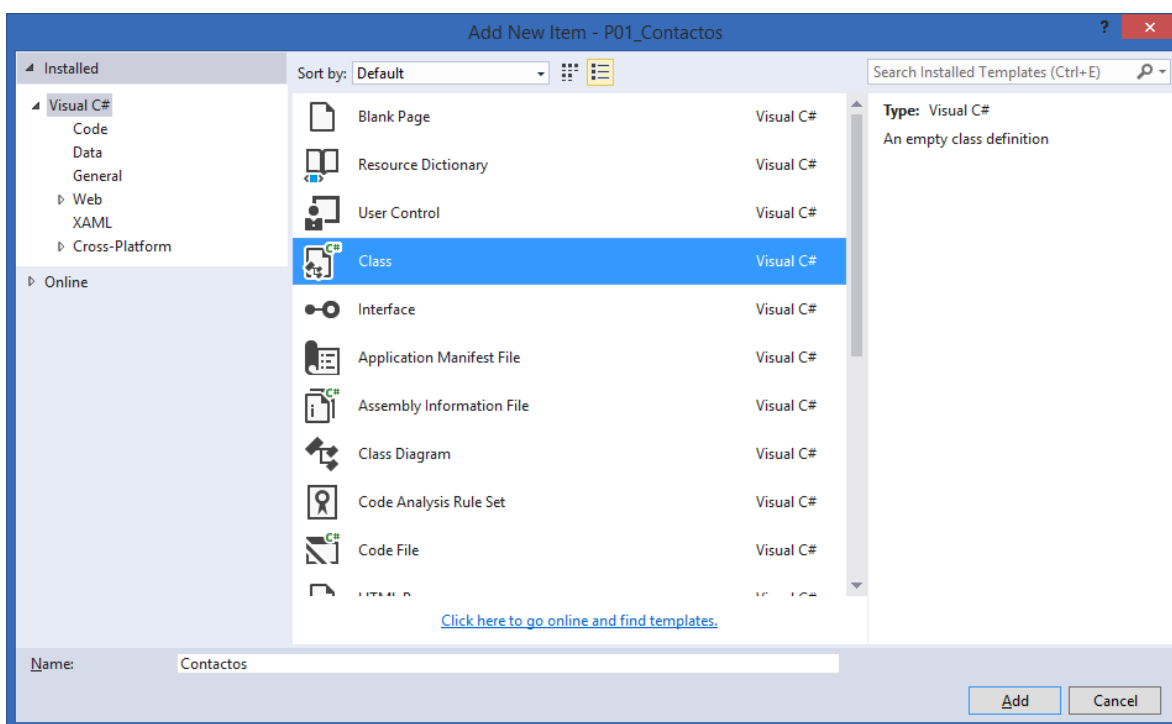 Add New Item - P01_Contactos
?
Installed
Sort by: Default
Search Installed Templates (Ctrl+E)
Visual C#
Code
Data
General
Web
XAML
Cross-Platform
Online
Blank Page Visual C#
Resource Dictionary Visual C#
User Control Visual C#
Class Visual C#
Interface Visual C#
Application Manifest File Visual C#
Assembly Information File Visual C#
Class Diagram Visual C#
Code Analysis Rule Set Visual C#
Code File Visual C#
Click here to go online and find templates.
Type: Visual C#
An empty class definition
Name: Contactos
Add Cancel